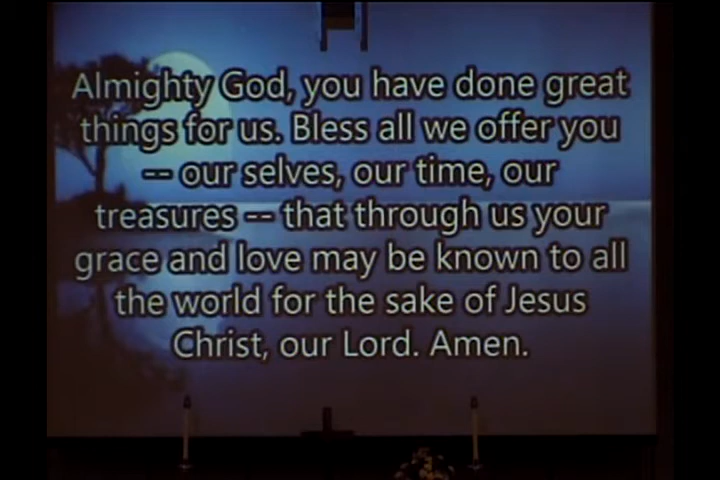 Almighty God, you have done great
things for us. Bless all we offer you
-- our selves, our time, our
treasures -- that through us your
grace and love may be known to all
the world for the sake of Jesus
Christ, our Lord. Amen.